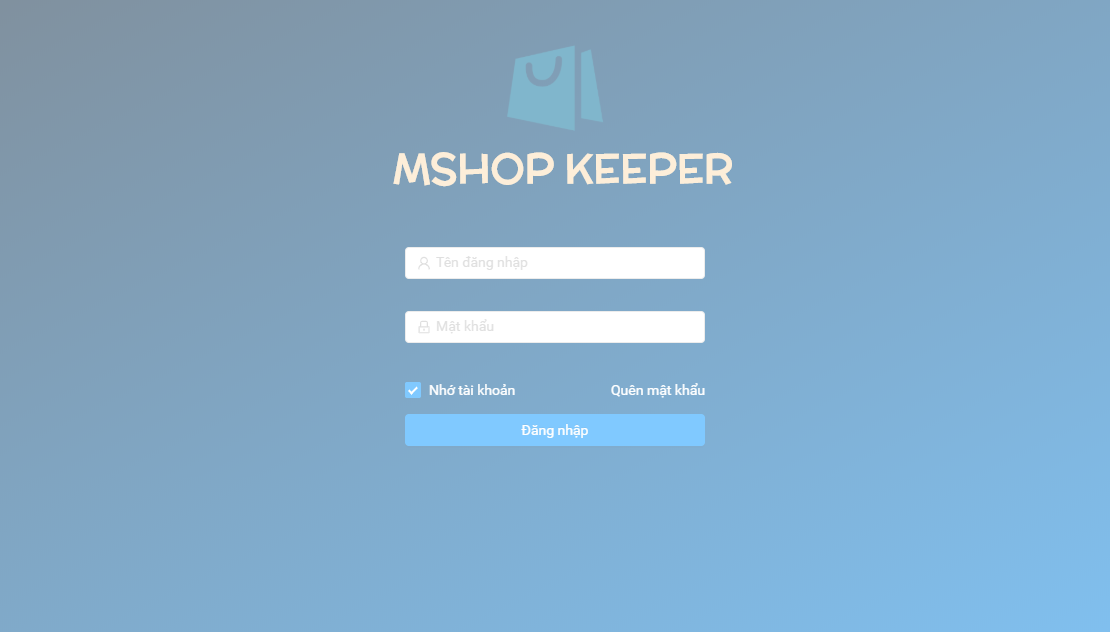 MSHOP KEEPER
Tên đăng nhập
Mật khẩu
Nhớ tài khoản
Quên mật khẩu
Đăng nhập